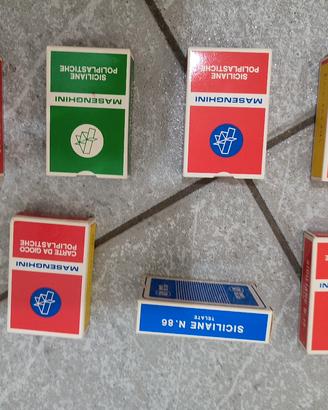 SICILIANE
POLIPLASTICHE
MASENGHINI
SICILIANE
POLIPLASTICHE
MASENGHINI
CARTE DA GIOCO
POLIPLASTICHE
MASENGHINI
SICILIANE N.86
TELATE